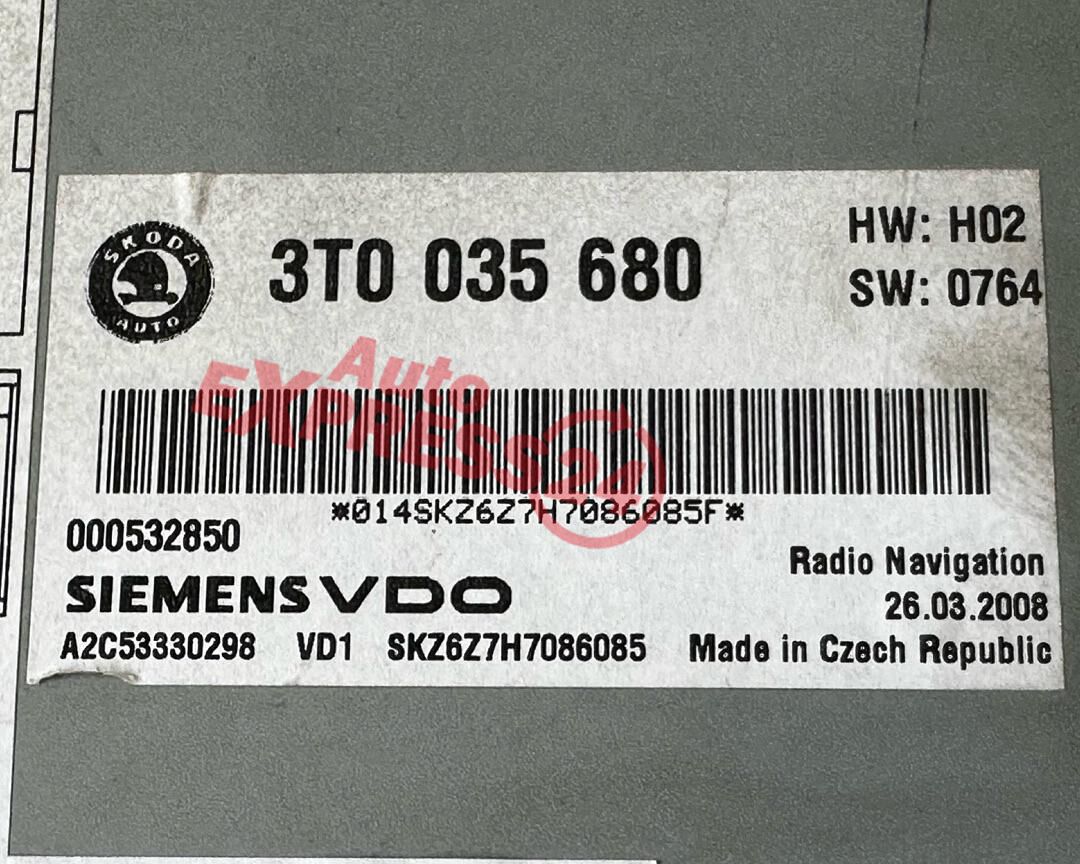 SKODA
AUTO
3T0 035 680
HW: H02
SW: 0764
Auto
EXPRESS24
*014SKZ6Z7H7086085F*
000532850
SIEMENS VDO
Radio Navigation
26.03.2008
A2C53330298 VD1 SKZ6Z7H7086085 Made in Czech Republic